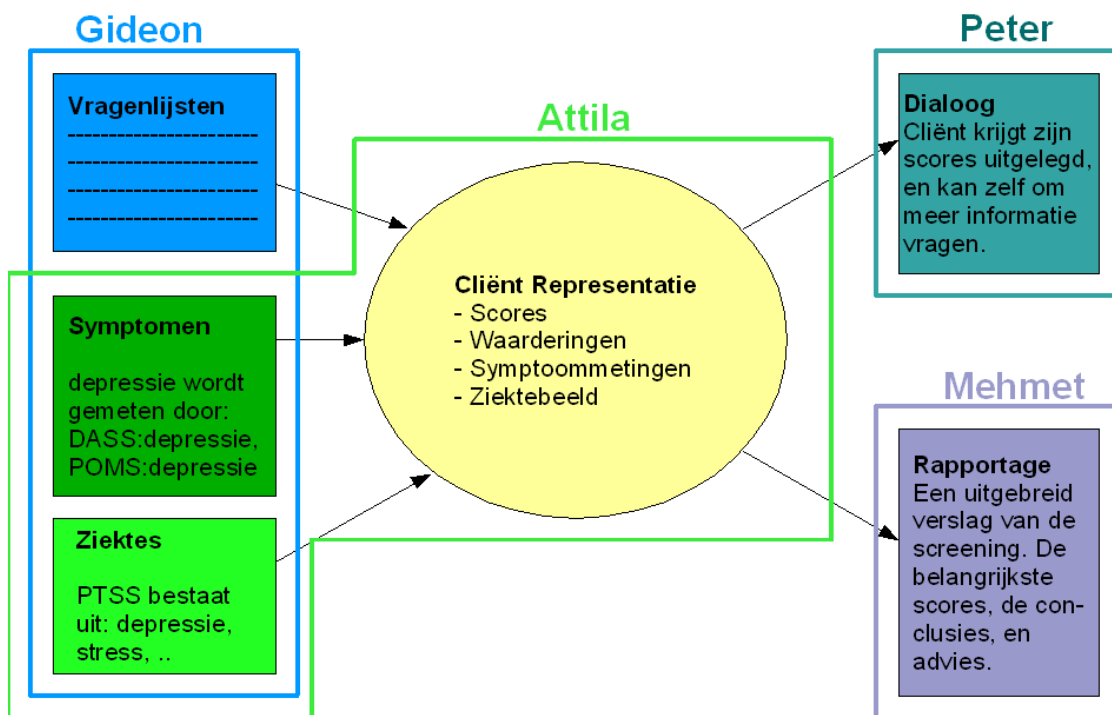 Gideon
Vragenlijsten
-----------------------
-----------------------
-----------------------
-----------------------
Symptomen
depressie wordt
gemeten door:
DASS:depressie,
POMS:depressie
Ziektes
PTSS bestaat
uit: depressie,
stress, ..
Attila
Cliënt Representatie
- Scores
- Waarderingen
- Symptoommetingen
- Ziektebeeld
Peter
Dialoog
Cliënt krijgt zijn
scores uitgelegd,
en kan zelf om
meer informatie
vragen.
Mehmet
Rapportage
Een uitgebreid
verslag van de
screening. De
belangrijkste
scores, de con-
clusies, en
advies.